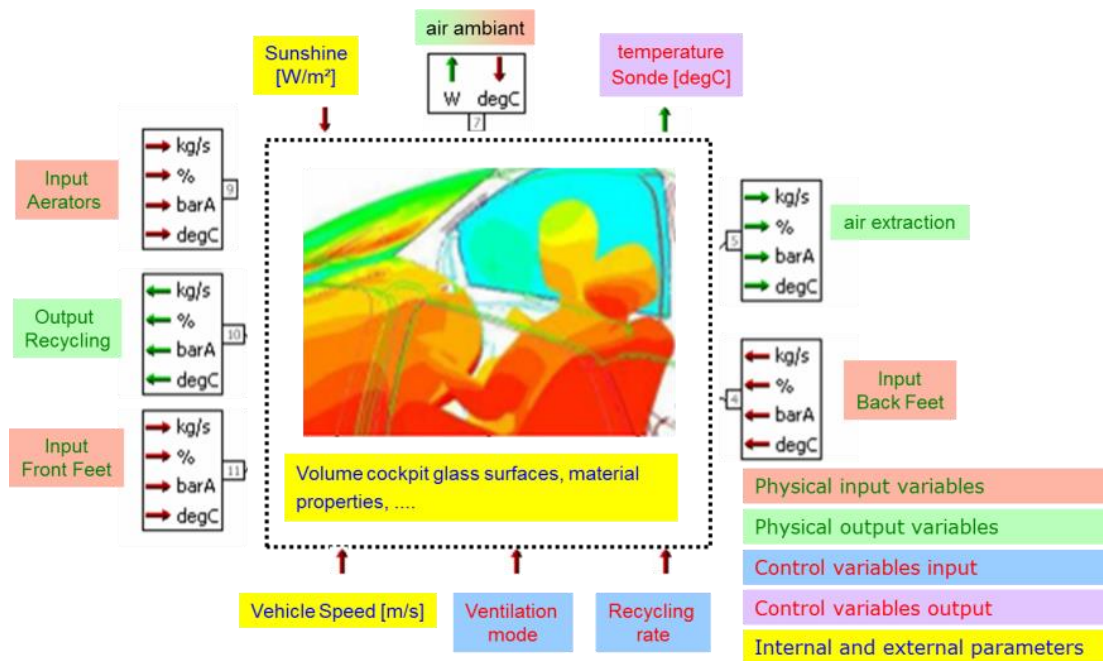 air ambiant
W degC
7
Sunshine
[W/m²]
temperature
Sonde [degC]
Input
Aerators
kg/s
%
barA
degC
9
Output
Recycling
kg/s
%
barA
degC
10
Input
Front Feet
kg/s
%
barA
degC
11
kg/s
%
barA
degC
5
air extraction
kg/s
%
barA
degC
4
Input
Back Feet
Volume cockpit glass surfaces, material
properties, ....
Vehicle Speed [m/s]
Ventilation
mode
Recycling
rate
Physical input variables
Physical output variables
Control variables input
Control variables output
Internal and external parameters